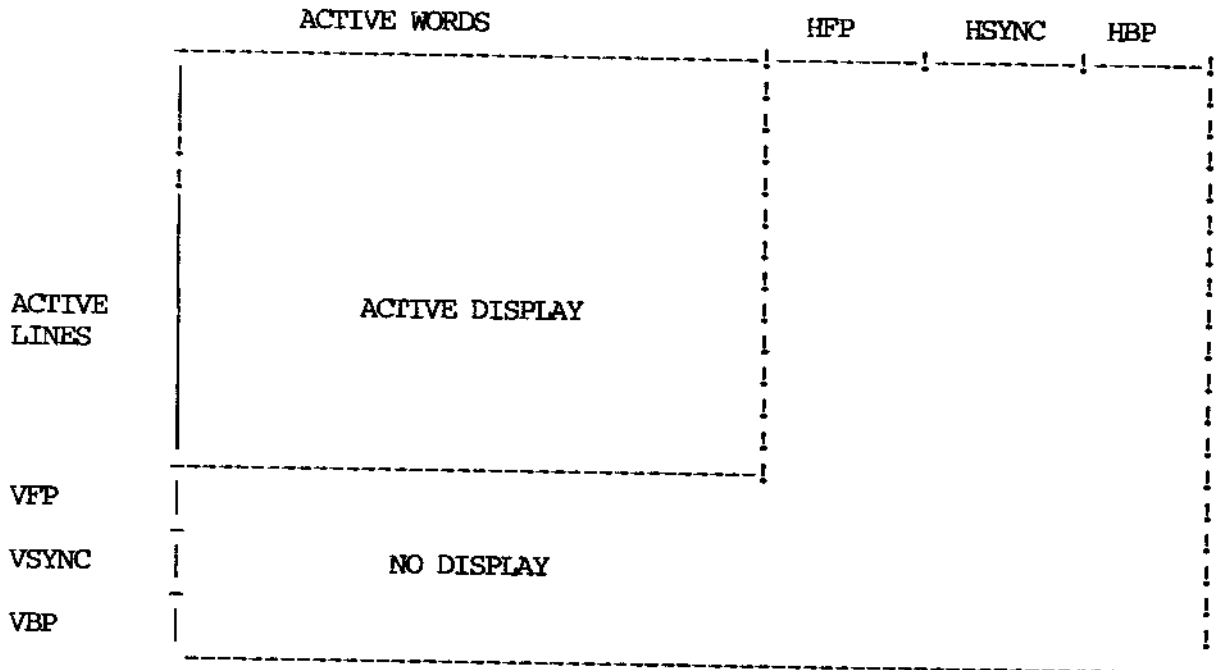 ACTIVE WORDS HFP HSYNC HBP
ACTIVE
LINES
ACTIVE DISPLAY
VFP
VSYNC
NO DISPLAY
VBP